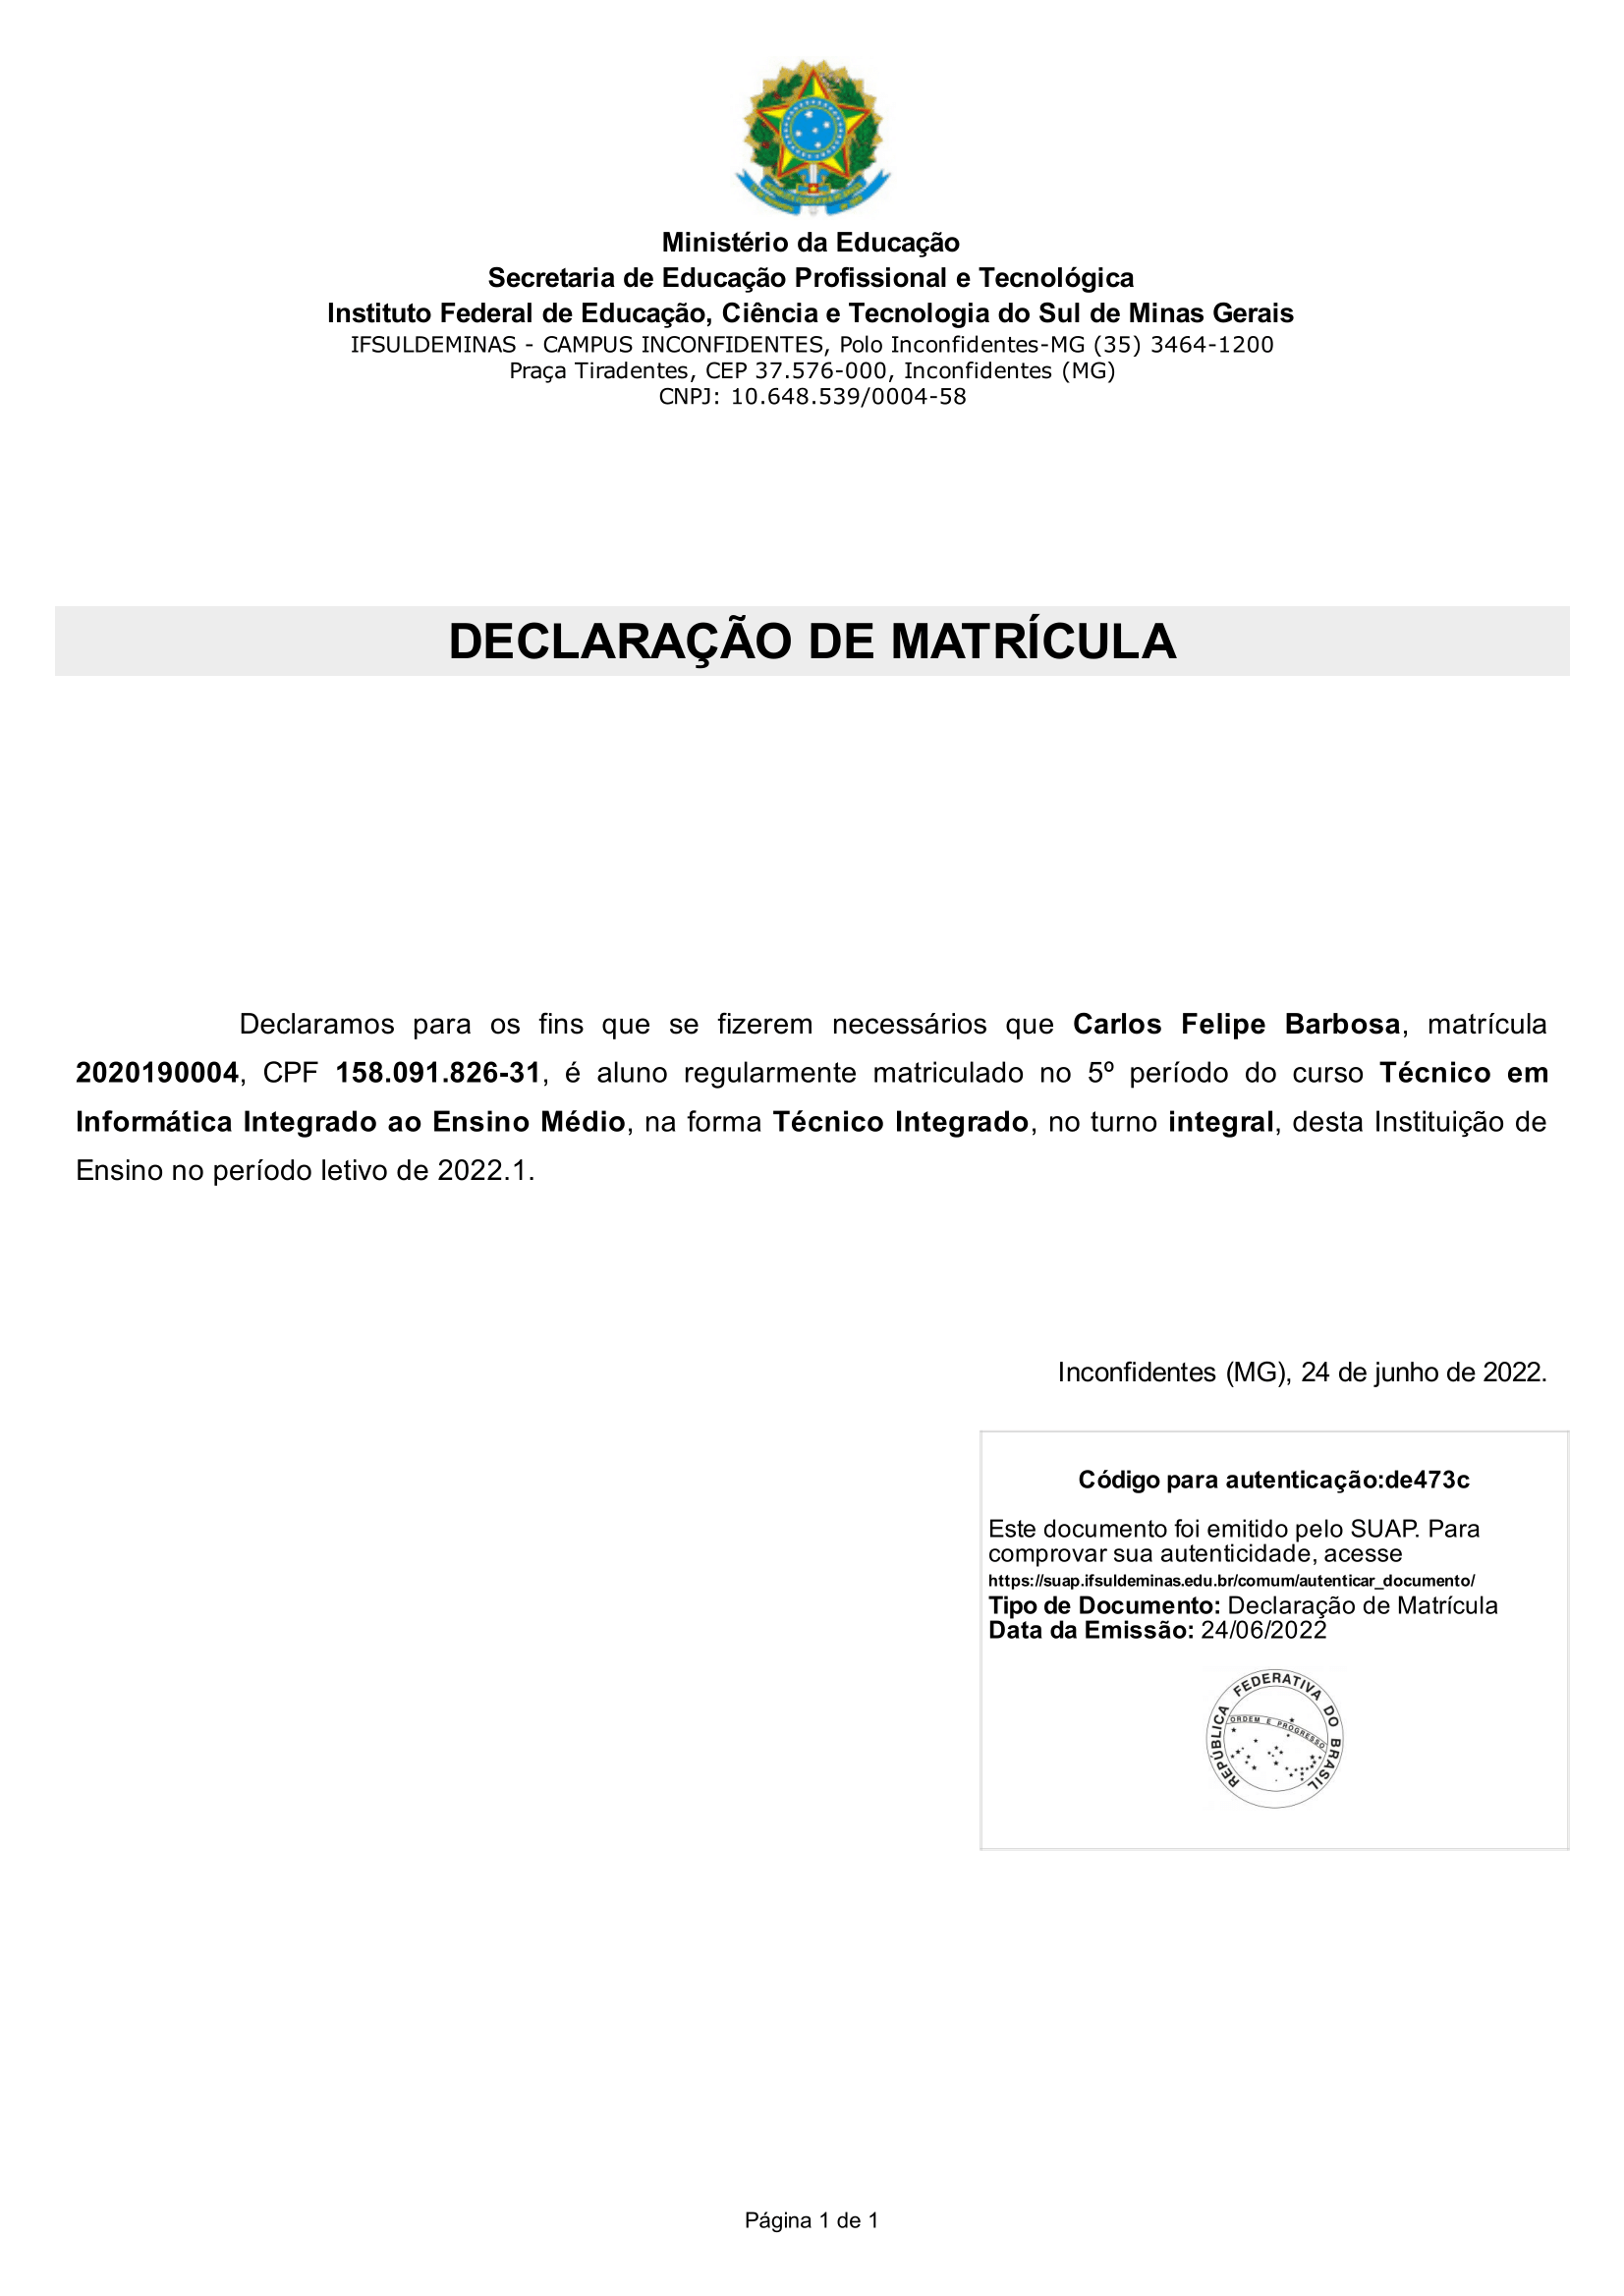 Ministério da Educação
Secretaria de Educação Profissional e Tecnológica
Instituto Federal de Educação, Ciência e Tecnologia do Sul de Minas Gerais
IFSULDEMINAS - CAMPUS INCONFIDENTES, Polo Inconfidentes-MG (35) 3464-1200
Praça Tiradentes, CEP 37.576-000, Inconfidentes (MG)
CNPJ: 10.648.539/0004-58
DECLARAÇÃO DE MATRÍCULA
Declaramos para os fins que se fizerem necessários que Carlos Felipe Barbosa, matrícula
2020190004, CPF 158.091.826-31, é aluno regularmente matriculado no 5º período do curso Técnico em
Informática Integrado ao Ensino Médio, na forma Técnico Integrado, no turno integral, desta Instituição de
Ensino no período letivo de 2022.1.
Inconfidentes (MG), 24 de junho de 2022.
Código para autenticação:de473c
Este documento foi emitido pelo SUAP. Para
comprovar sua autenticidade, acesse
https://suap.ifsuldeminas.edu.br/comum/autenticar_documento/
Tipo de Documento: Declaração de Matrícula
Data da Emissão: 24/06/2022
REPÚBLICA FEDERATIVA DO BRASIL
ORDEM E PROGRESSO
Página 1 de 1